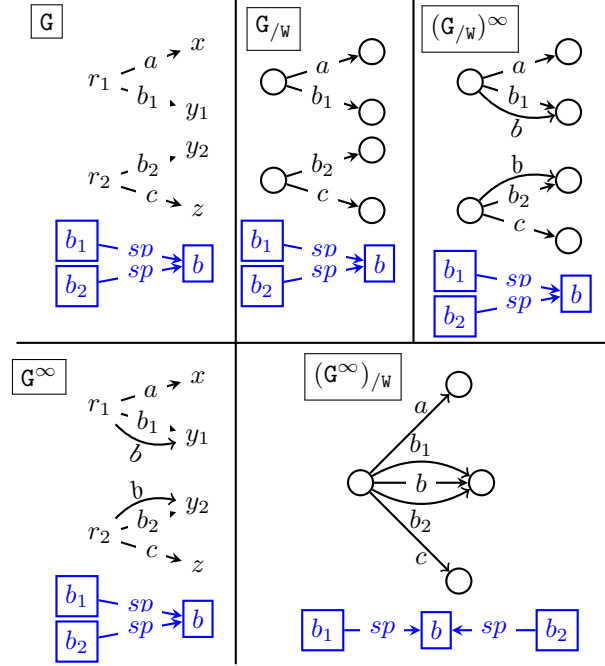 G
r₁ a x
b₁ y₁
r₂ b₂ y₂
c z
b₁ sp b
b₂ sp
G/W
a
b₁
b₂
c
b₁ sp b
b₂ sp
(G/W)^∞
a
b₁
b
b
b₂
c
b₁ sp b
b₂ sp
G^∞
r₁ a x
b₁ y₁
b
b
r₂ b₂ y₂
c z
b₁ sp b
b₂ sp
(G^∞)/W
a
b₁
b
b₂
c
b₁ sp b sp b₂